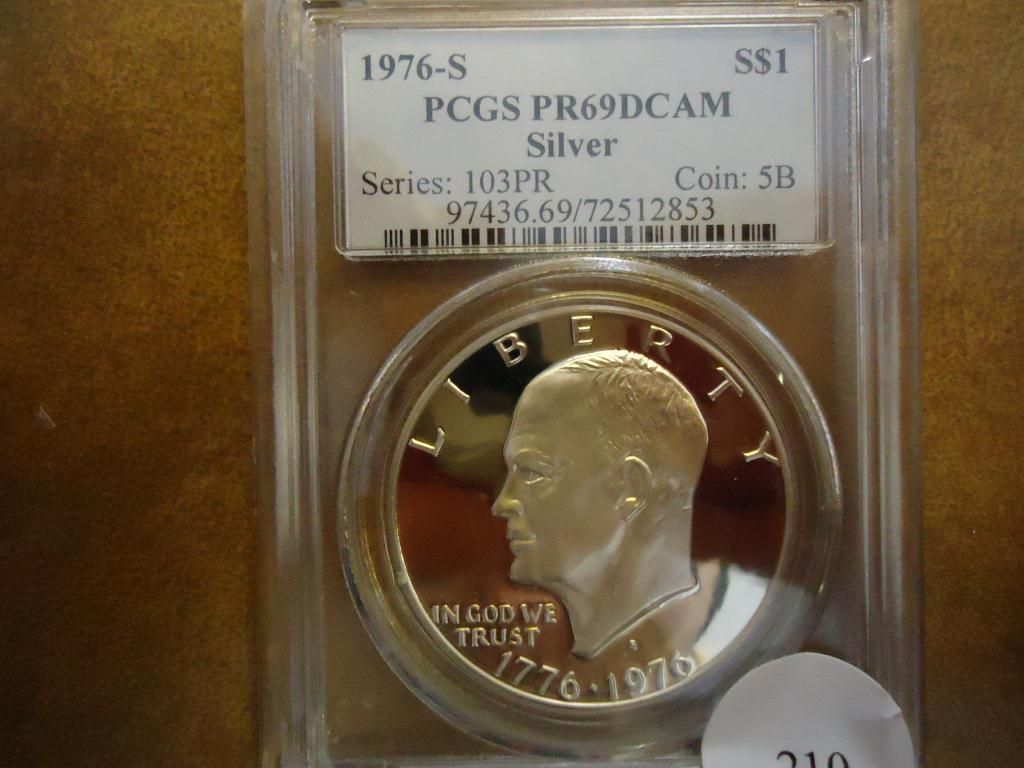 1976-S S$1
PCGS PR69DCAM
Silver
Series: 103PR Coin: 5B
97436.69/72512853
LIBERTY
IN GOD WE
TRUST
S
1776·1976
210